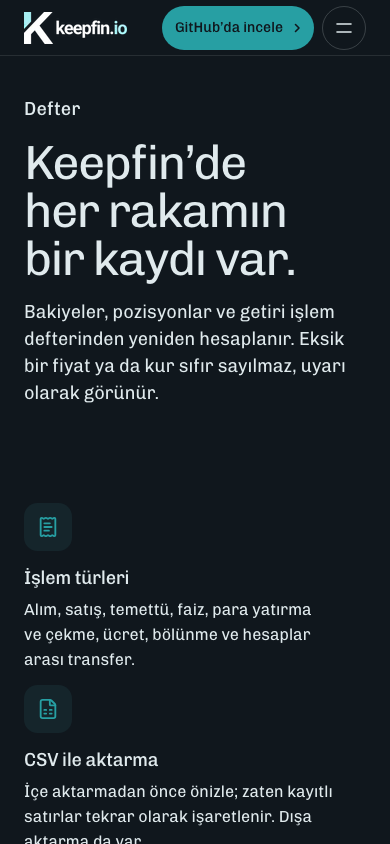 keepfin.io
GitHub’da incele
Defter
Keepfin’de
her rakamın
bir kaydı var.
Bakiyeler, pozisyonlar ve getiri işlem
defterinden yeniden hesaplanır. Eksik
bir fiyat ya da kur sıfır sayılmaz, uyarı
olarak görünür.
İşlem türleri
Alım, satış, temettü, faiz, para yatırma
ve çekme, ücret, bölünme ve hesaplar
arası transfer.
CSV ile aktarma
İçe aktarmadan önce önizle; zaten kayıtlı
satırlar tekrar olarak işaretlenir. Dışa
aktarma da var.